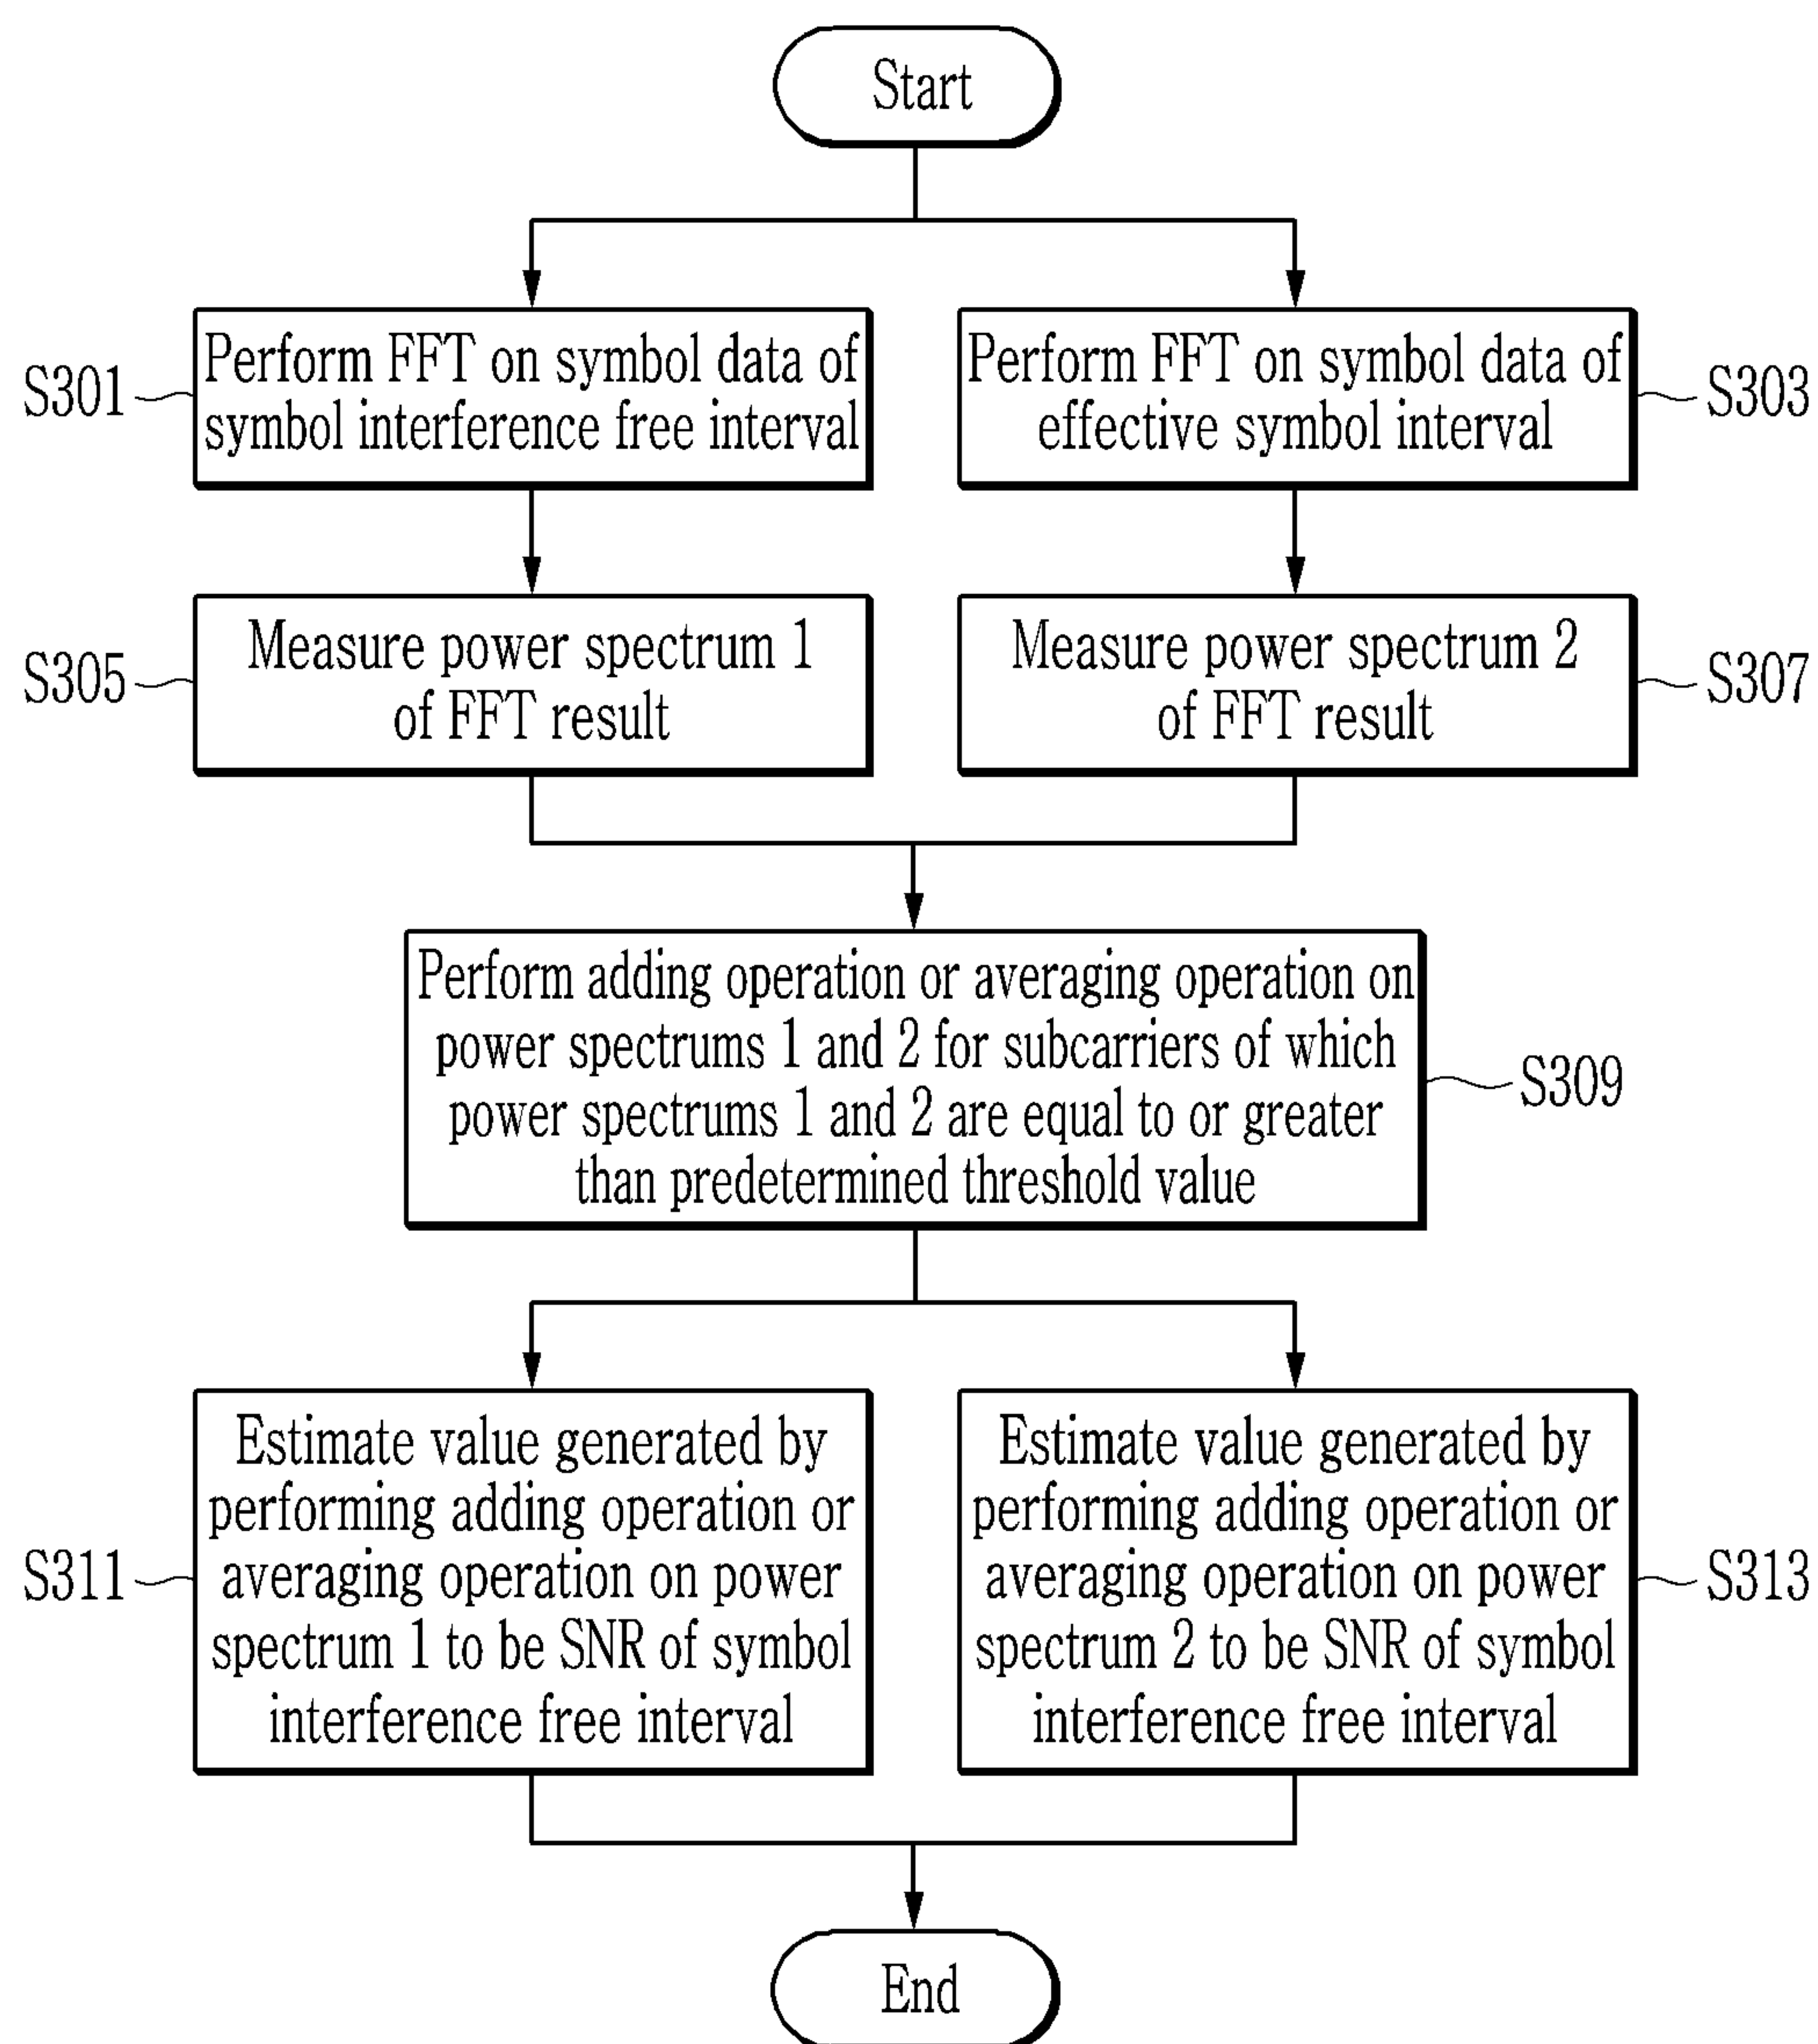 Start
S301
Perform FFT on symbol data of
symbol interference free interval
Perform FFT on symbol data of
effective symbol interval
S303
S305
Measure power spectrum 1
of FFT result
Measure power spectrum 2
of FFT result
S307
Perform adding operation or averaging operation on
power spectrums 1 and 2 for subcarriers of which
power spectrums 1 and 2 are equal to or greater
than predetermined threshold value
S309
S311
Estimate value generated by
performing adding operation or
averaging operation on power
spectrum 1 to be SNR of symbol
interference free interval
Estimate value generated by
performing adding operation or
averaging operation on power
spectrum 2 to be SNR of symbol
interference free interval
S313
End